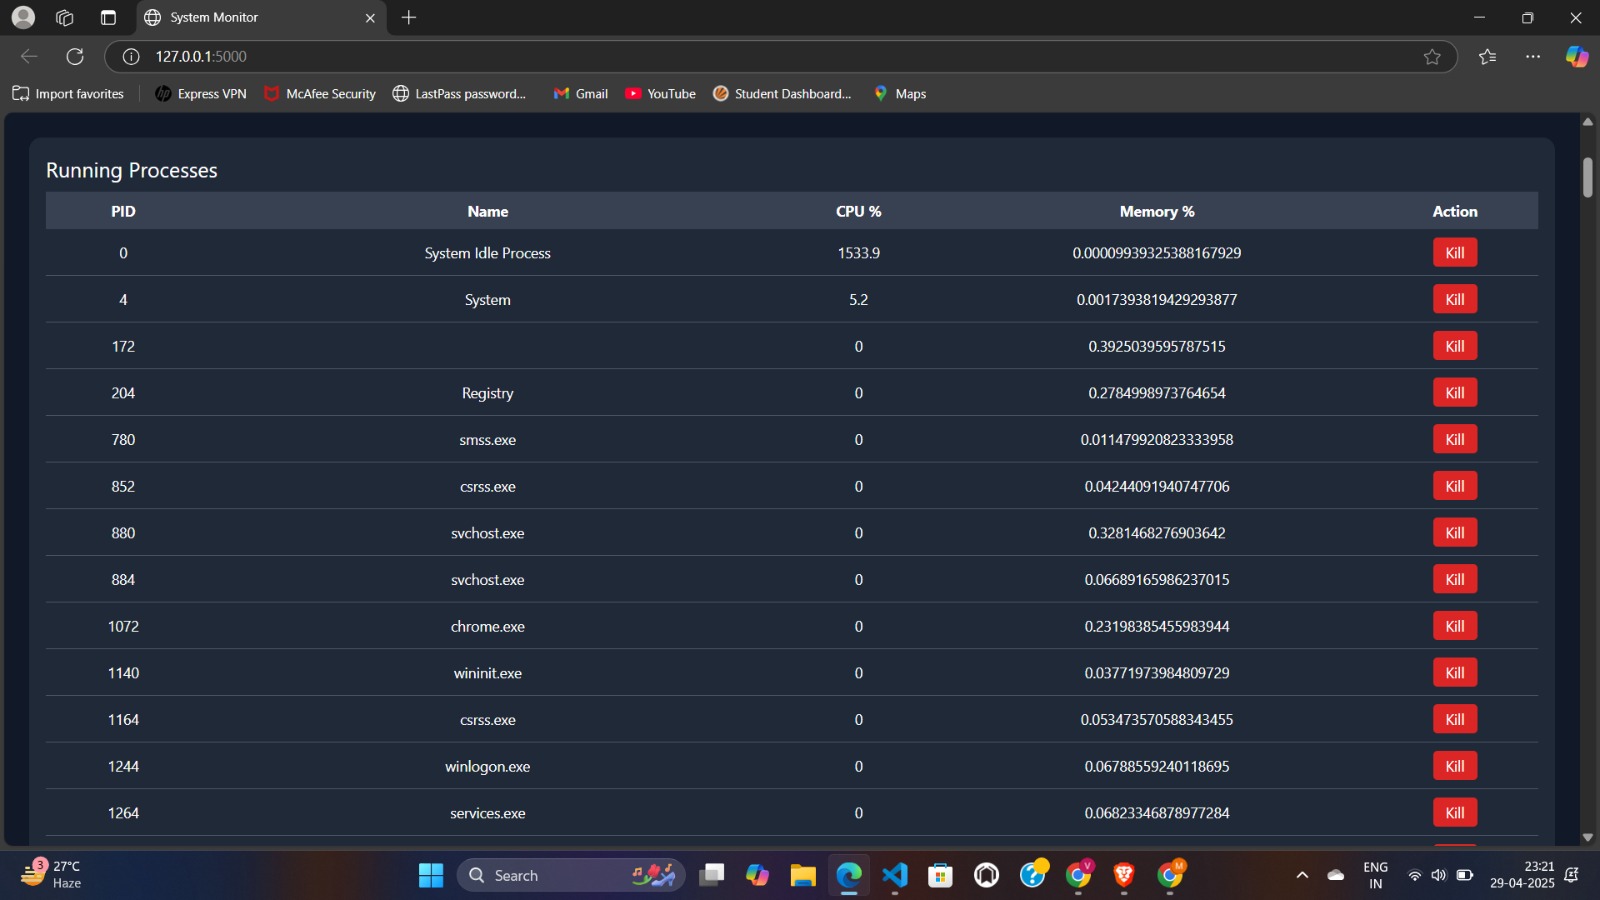 System Monitor
127.0.0.1:5000
Import favorites
Express VPN
McAfee Security
LastPass password...
Gmail
YouTube
Student Dashboard...
Maps
Running Processes
PID Name CPU % Memory % Action
0 System Idle Process 1533.9 0.00009939325388167929 Kill
4 System 5.2 0.0017393819429293877 Kill
172 0 0.3925039595787515 Kill
204 Registry 0 0.2784998973764654 Kill
780 smss.exe 0 0.011479920823333958 Kill
852 csrss.exe 0 0.04244091940747706 Kill
880 svchost.exe 0 0.3281468276903642 Kill
884 svchost.exe 0 0.06689165986237015 Kill
1072 chrome.exe 0 0.23198385455983944 Kill
1140 wininit.exe 0 0.03771973984809729 Kill
1164 csrss.exe 0 0.053473570588343455 Kill
1244 winlogon.exe 0 0.06788559240118695 Kill
1264 services.exe 0 0.06823346878977284 Kill
3
27°C
Haze
Search
V
M
ENG
IN
23:21
29-04-2025